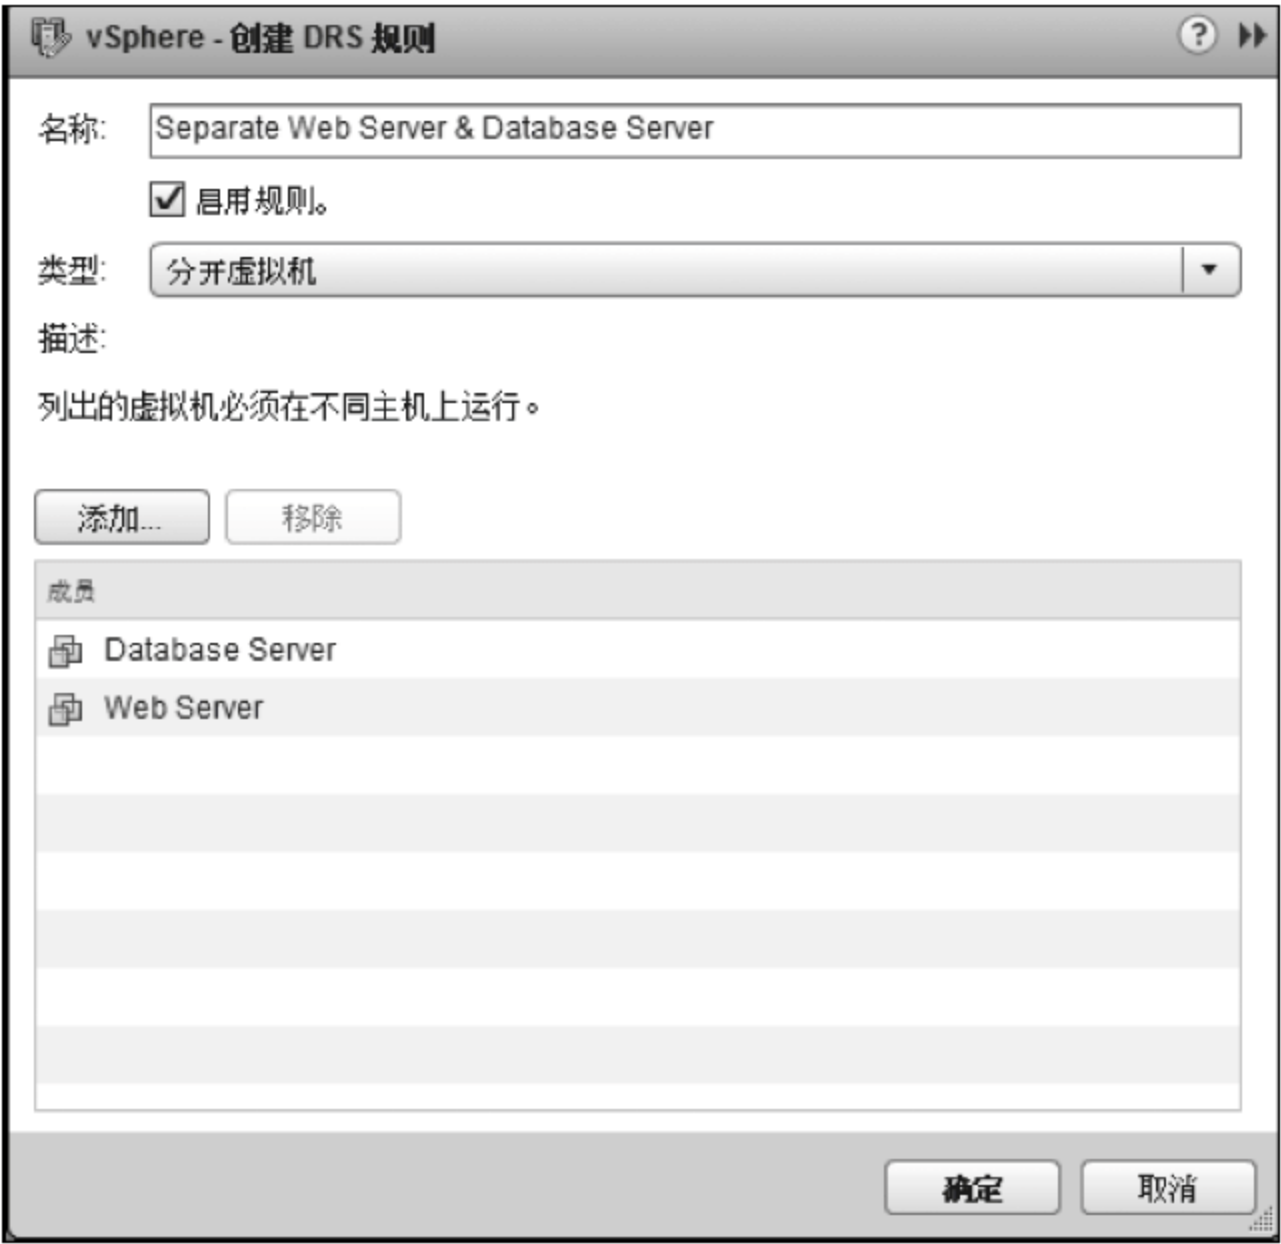 vSphere - 创建 DRS 规则
名称: Separate Web Server & Database Server
启用规则。
类型: 分开虚拟机
描述:
列出的虚拟机必须在不同主机上运行。
添加... 移除
成员
Database Server
Web Server
确定 取消